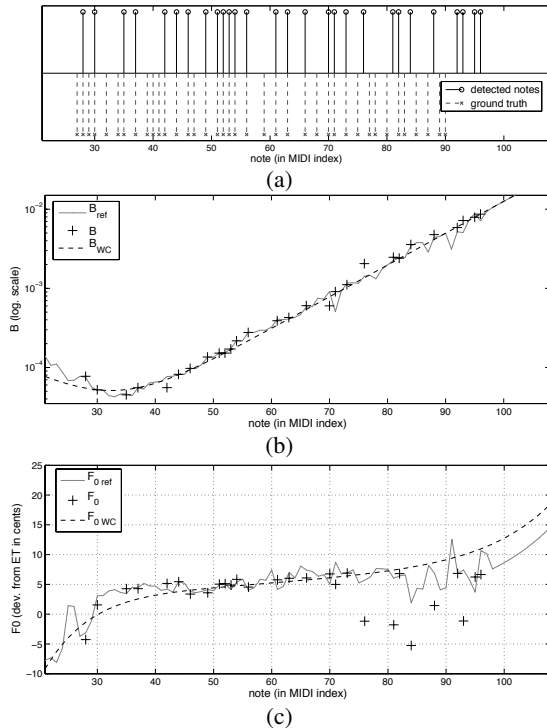 detected notes
ground truth
30 40 50 60 70 80 90 100
note (in MIDI index)
(a)
10⁻²
10⁻³
10⁻⁴
B (log. scale)
B_ref
B
B_WC
30 40 50 60 70 80 90 100
note (in MIDI index)
(b)
25
20
15
10
5
0
−5
−10
F0 (dev. from ET in cents)
F_0 ref
F_0
F_0 WC
30 40 50 60 70 80 90 100
note (in MIDI index)
(c)